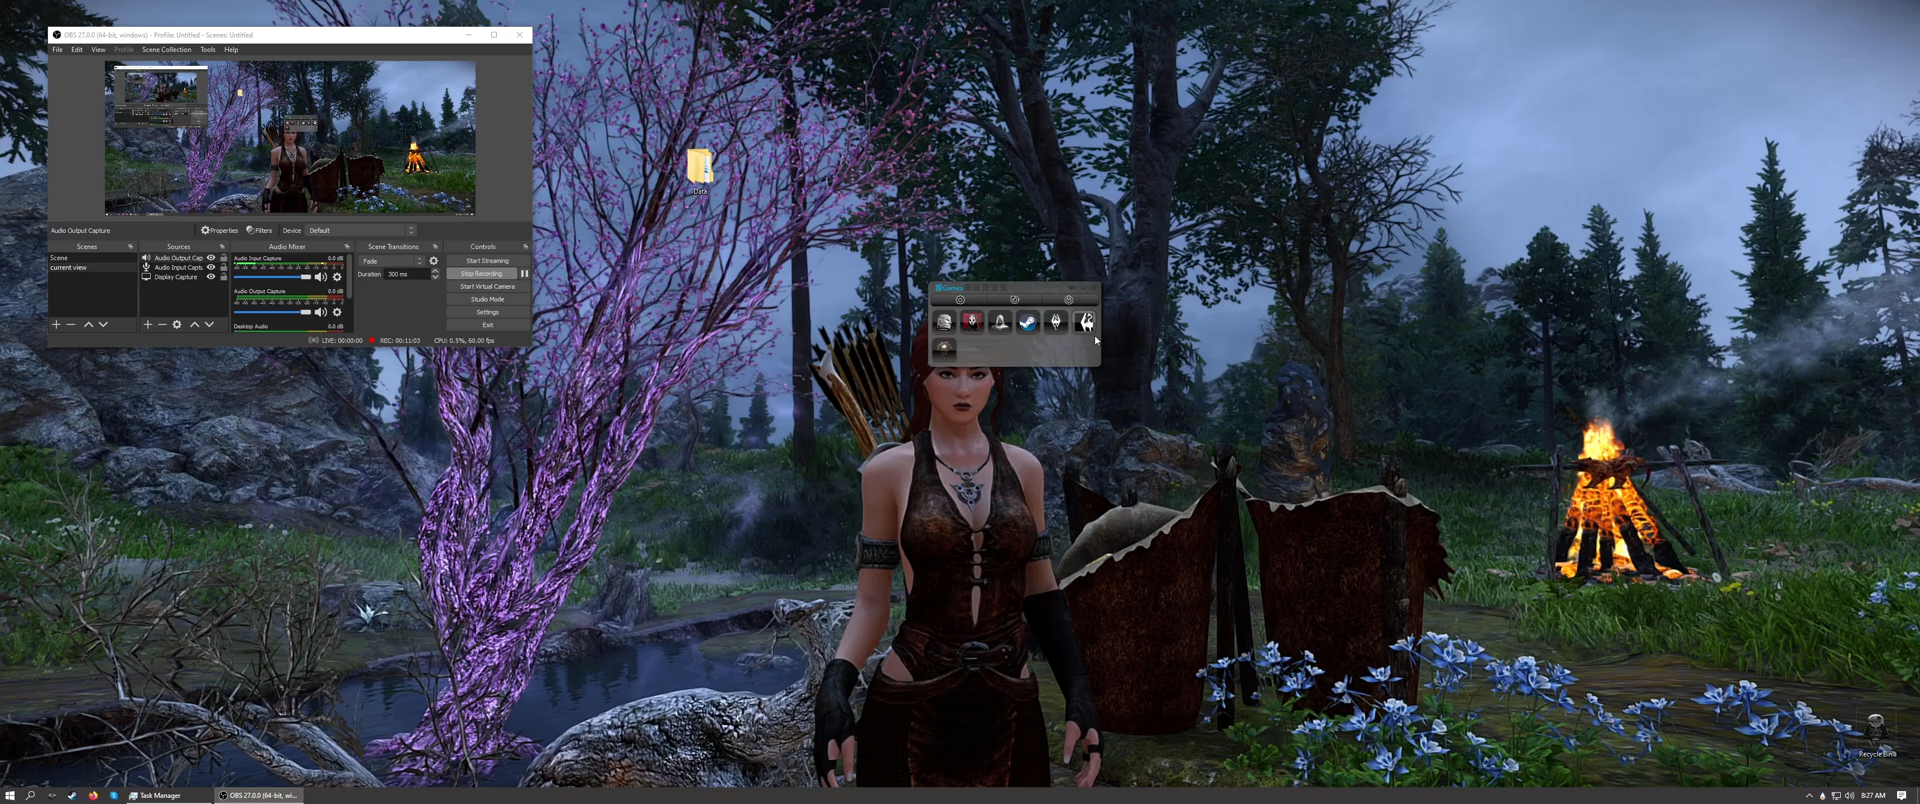 OBS 27.0.0 (64-bit, windows) - Profile: Untitled - Scenes: Untitled
File Edit View Profile Scene Collection Tools Help
Audio Output Capture Properties Filters Device Default
Scenes Sources Audio Mixer Scene Transitions Controls
Scene
current view
Audio Output Cap
Audio Input Captu
Display Capture
Audio Input Capture 0.0 dB
Audio Output Capture 0.0 dB
Desktop Audio 0.0 dB
Fade
Duration 300 ms
Start Streaming
Stop Recording
Start Virtual Camera
Studio Mode
Settings
Exit
LIVE: 00:00:00 REC: 00:11:03 CPU: 0.5%, 60.00 fps
Data
Games
Recycle Bin
Task Manager
OBS 27.0.0 (64-bit, wi...
8:27 AM